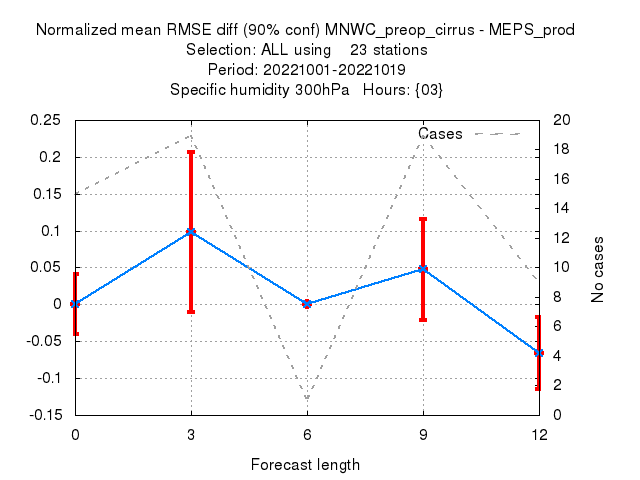 Normalized mean RMSE diff (90% conf) MNWC_preop_cirrus - MEPS_prod
Selection: ALL using    23 stations
Period: 20221001-20221019
Specific humidity 300hPa   Hours: {03}
Cases
0.25
0.2
0.15
0.1
0.05
0
-0.05
-0.1
-0.15
20
18
16
14
12
10
8
6
4
2
0
No cases
0 3 6 9 12
Forecast length